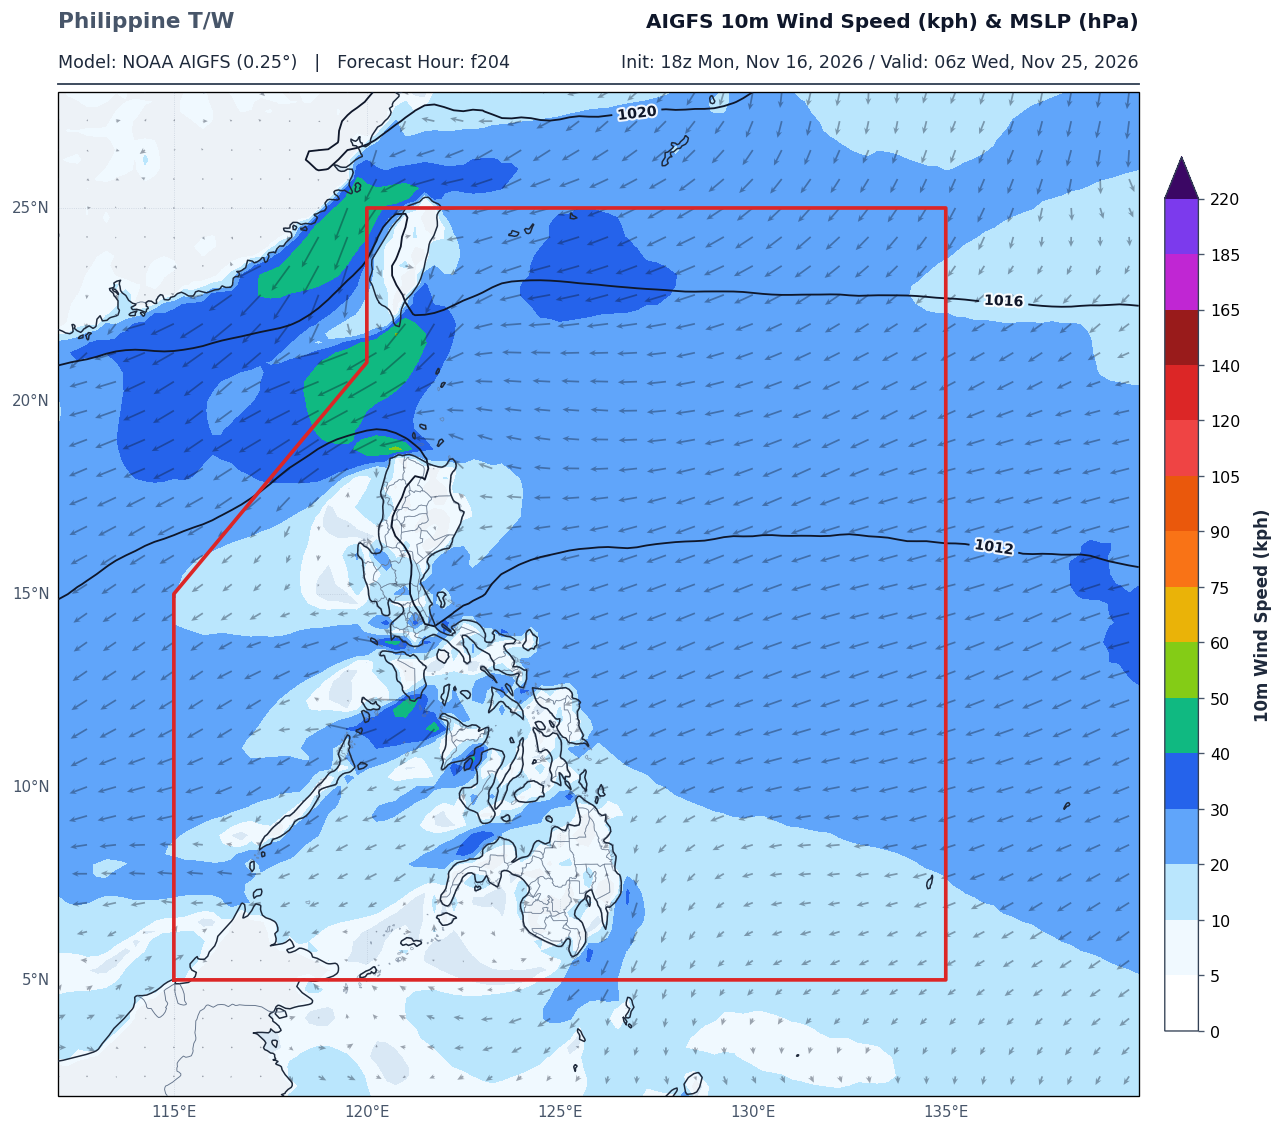 Philippine T/W
AIGFS 10m Wind Speed (kph) & MSLP (hPa)
Model: NOAA AIGFS (0.25°)   |   Forecast Hour: f204
Init: 18z Mon, Nov 16, 2026 / Valid: 06z Wed, Nov 25, 2026
1020
1016
1012
25°N
20°N
15°N
10°N
5°N
115°E
120°E
125°E
130°E
135°E
220
185
165
140
120
105
90
75
60
50
40
30
20
10
5
0
10m Wind Speed (kph)